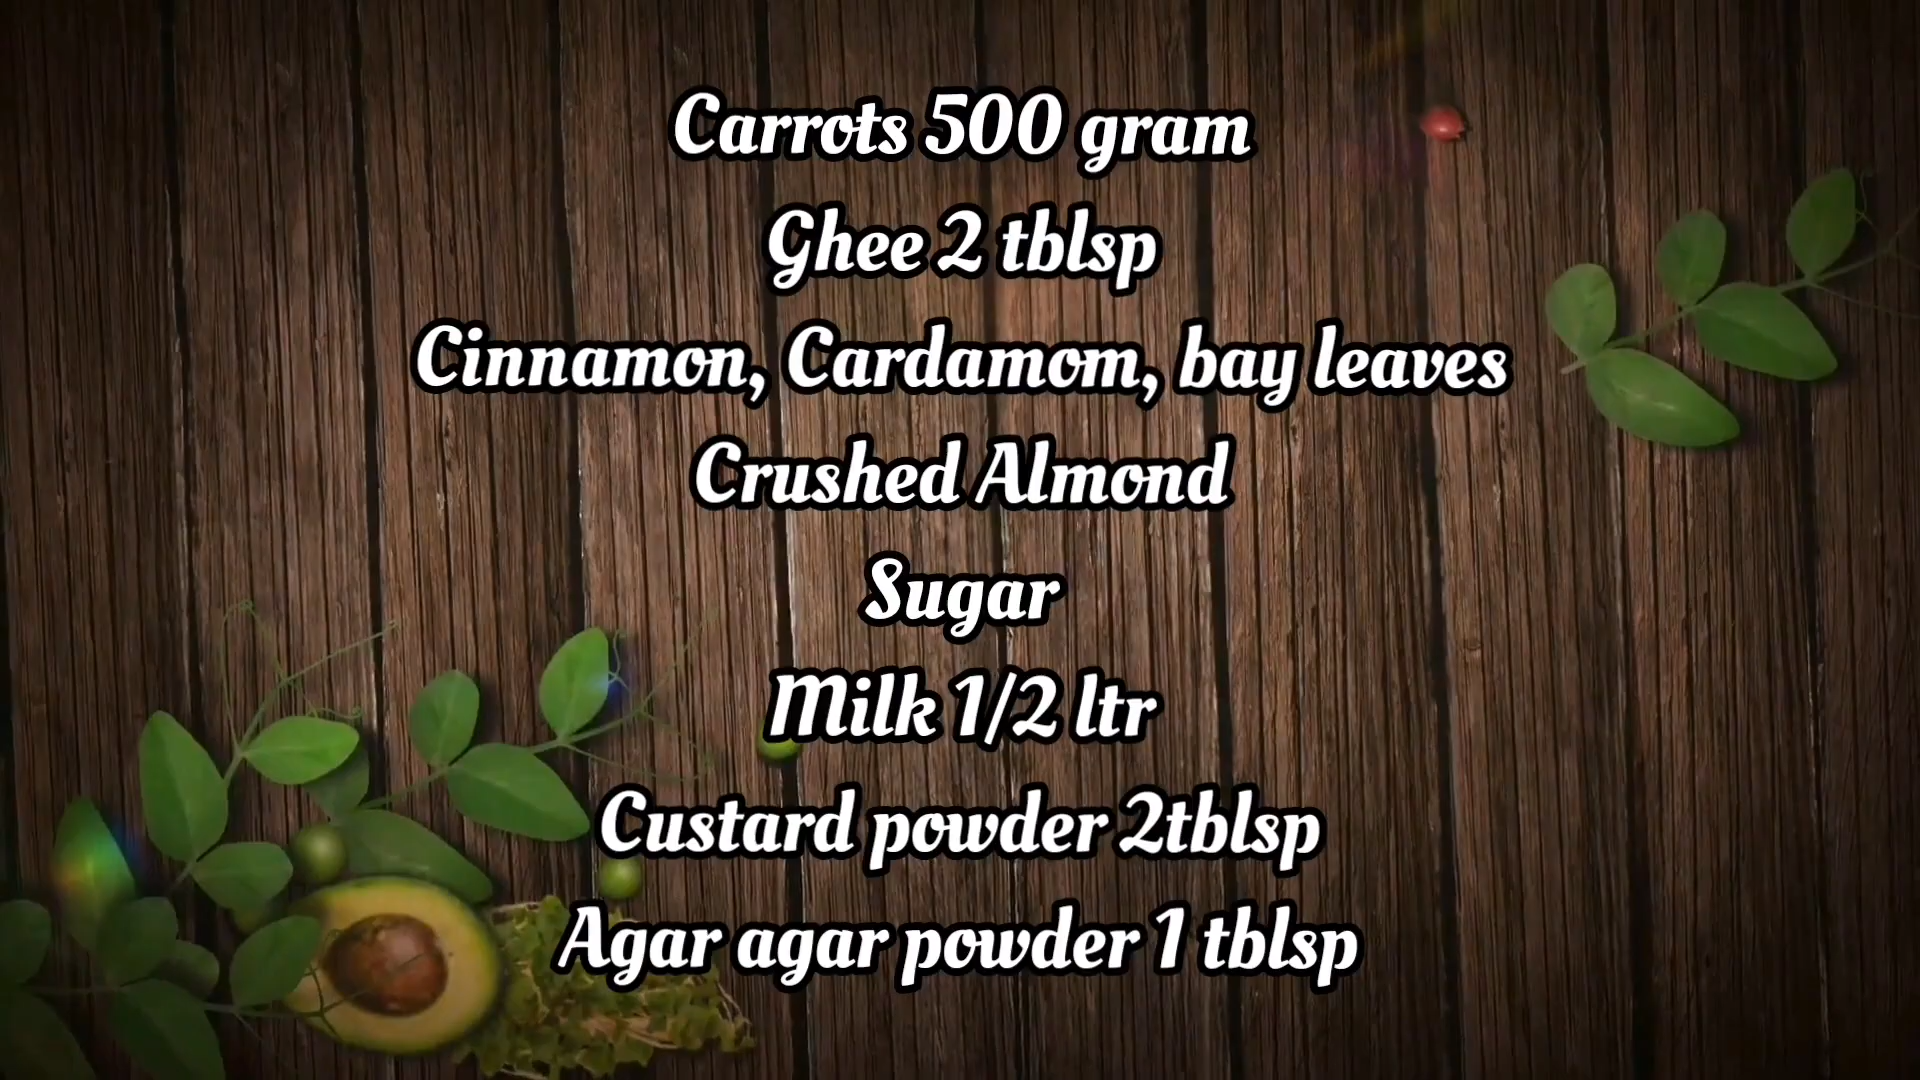 Carrots 500 gram
Ghee 2 tblsp
Cinnamon, Cardamom, bay leaves
Crushed Almond
Sugar
Milk 1/2 ltr
Custard powder 2tblsp
Agar agar powder 1 tblsp